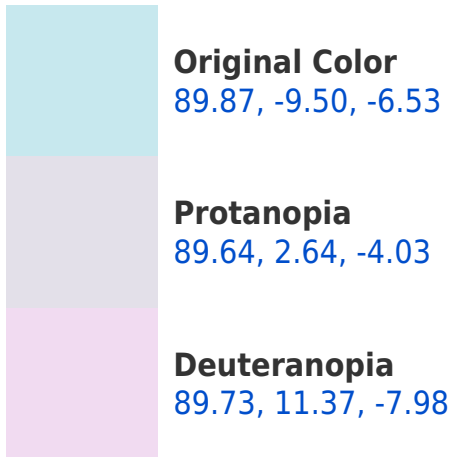 Original Color
89.87, -9.50, -6.53
Protanopia
89.64, 2.64, -4.03
Deuteranopia
89.73, 11.37, -7.98